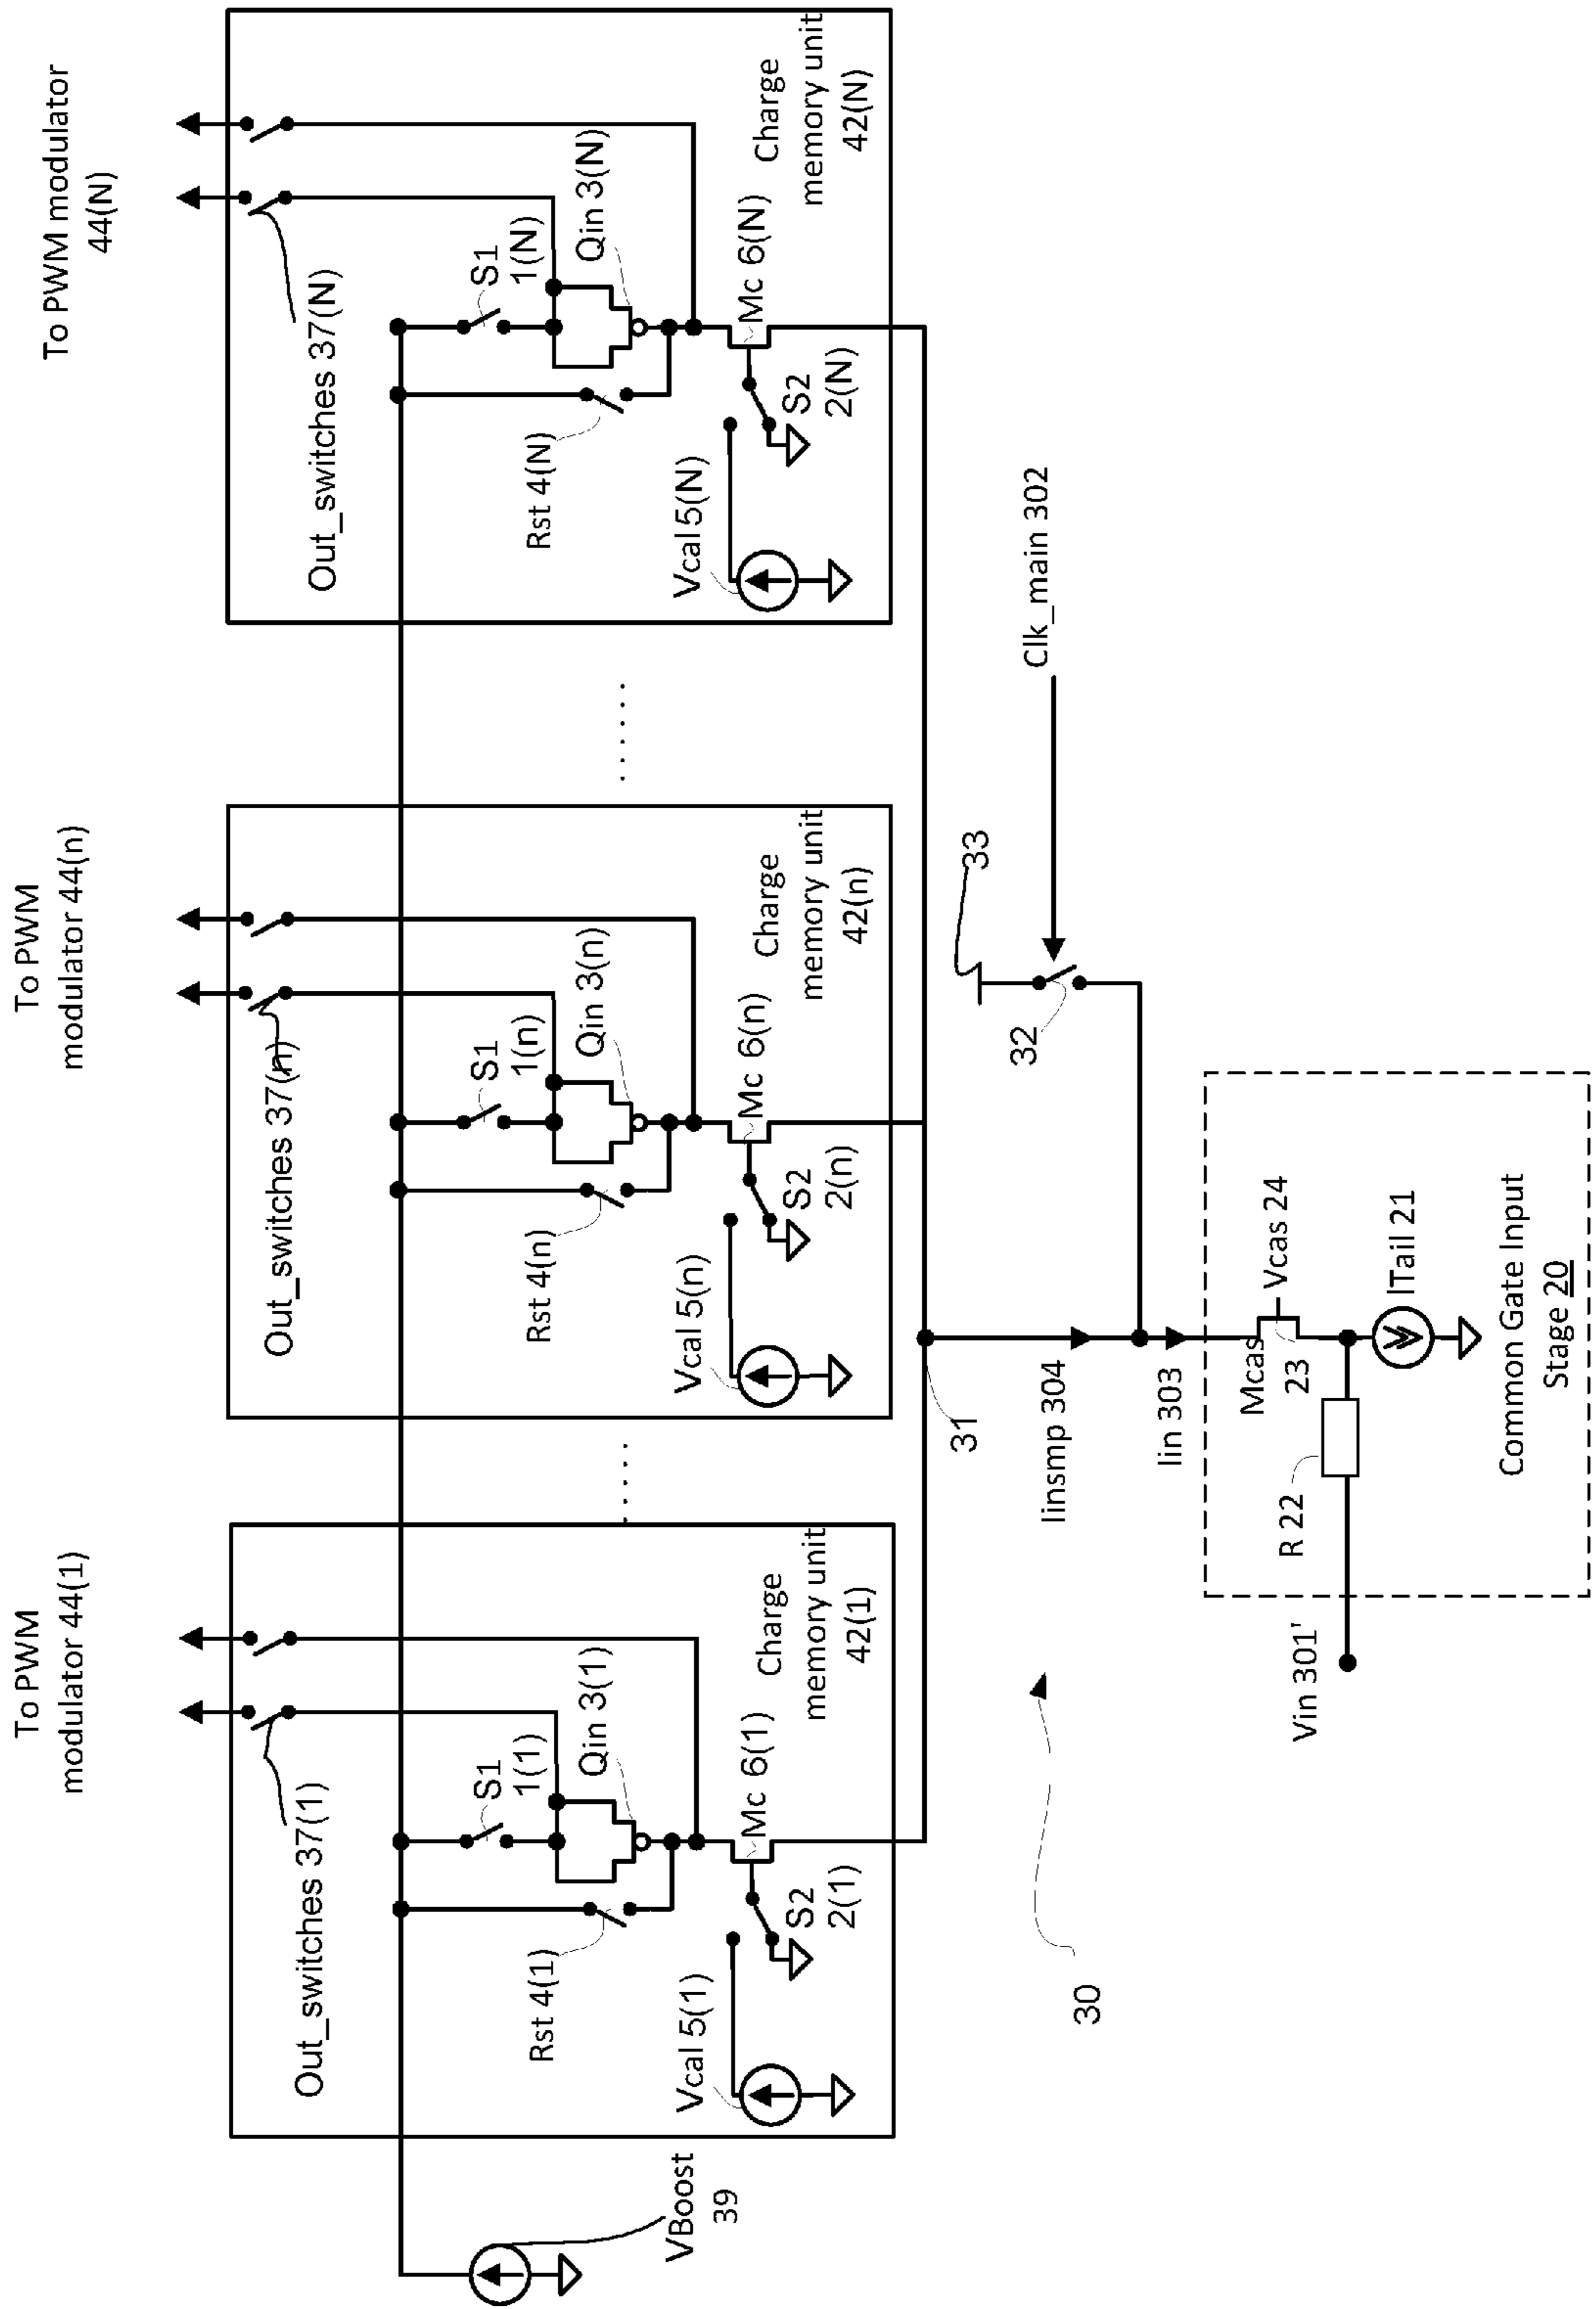 To PWM
modulator 44(1)
To PWM
modulator 44(n)
To PWM modulator
44(N)
Out_switches 37(1)
S1
1(1)
Qin 3(1)
Rst 4(1)
Vcal 5(1)
S2
2(1)
Mc 6(1)
Charge
memory unit
42(1)
Out_switches 37(n)
S1
1(n)
Qin 3(n)
Rst 4(n)
Vcal 5(n)
S2
2(n)
Mc 6(n)
Charge
memory unit
42(n)
Out_switches 37(N)
S1
1(N)
Qin 3(N)
Rst 4(N)
Vcal 5(N)
S2
2(N)
Mc 6(N)
Charge
memory unit
42(N)
VBoost
39
31
33
32
Clk_main 302
Iinsmp 304
Iin 303
30
Vin 301'
R 22
Mcas
23
Vcas 24
ITail 21
Common Gate Input
Stage 20